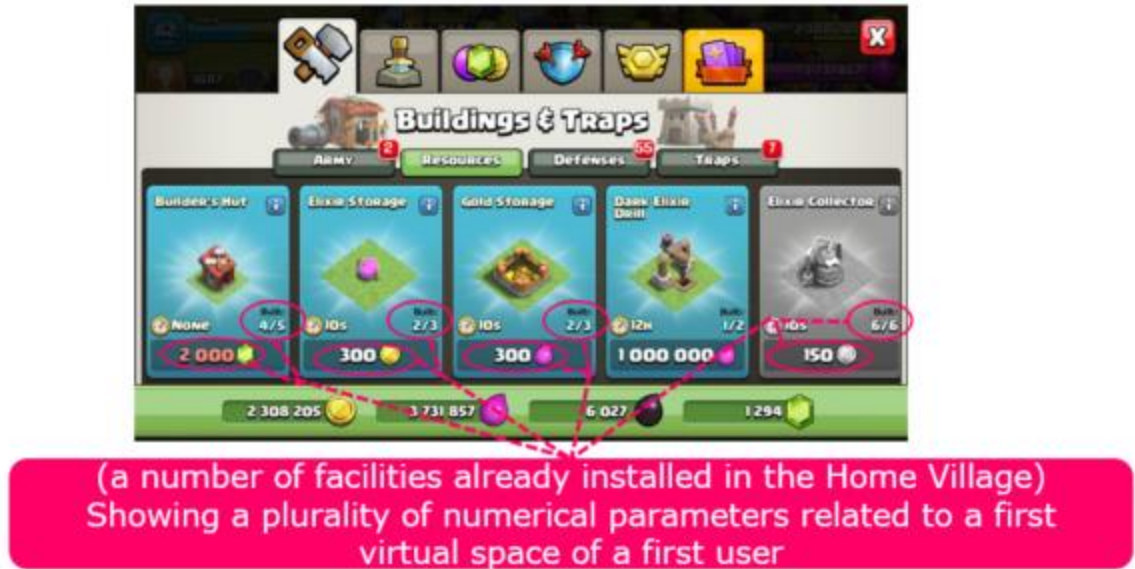 X
Buildings & Traps
Army 2 Resources Defenses 55 Traps 7
Builder's Hut i Elixir Storage i Gold Storage i Dark Elixir Drill i Elixir Collector i
Built: Built: Built: Built: Built:
None 4/5 10s 2/3 10s 2/3 12h 1/2 10s 6/6
2 000 300 300 1 000 000 150
2 308 205 3 731 857 6 027 1 294
(a number of facilities already installed in the Home Village)
Showing a plurality of numerical parameters related to a first
virtual space of a first user